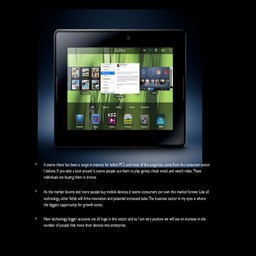 It seems there has been a surge in interest for tablet PC's and most of the surge has come from the consumer sector
I believe. If you take a look around it seems people use them to play games, check email, and watch video. These
individuals are buying them in droves.
As the market booms and more people buy mobile devices, it seems consumers can own this market forever. Like all
technology, other fields will drive innovation and potential increased sales. The business sector in my eyes is where
the biggest opportunity for growth exists.
New technology, bigger accounts are all huge in this sector and so I am very positive we will see an increase in the
number of people that move their devices into enterprise.